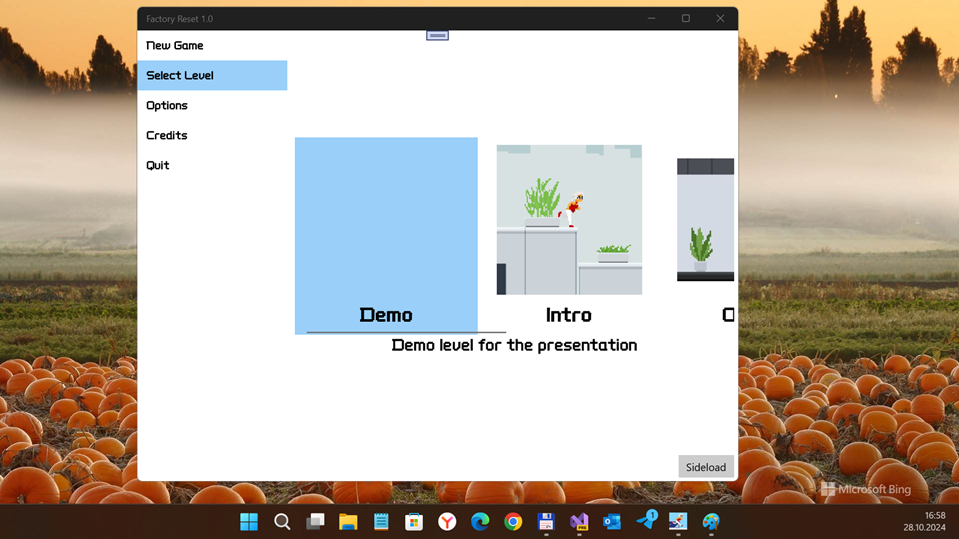 Factory Reset 1.0
New Game
Select Level
Options
Credits
Quit
Demo
Intro
Demo level for the presentation
Sideload
Microsoft Bing
1
16:58
28.10.2024